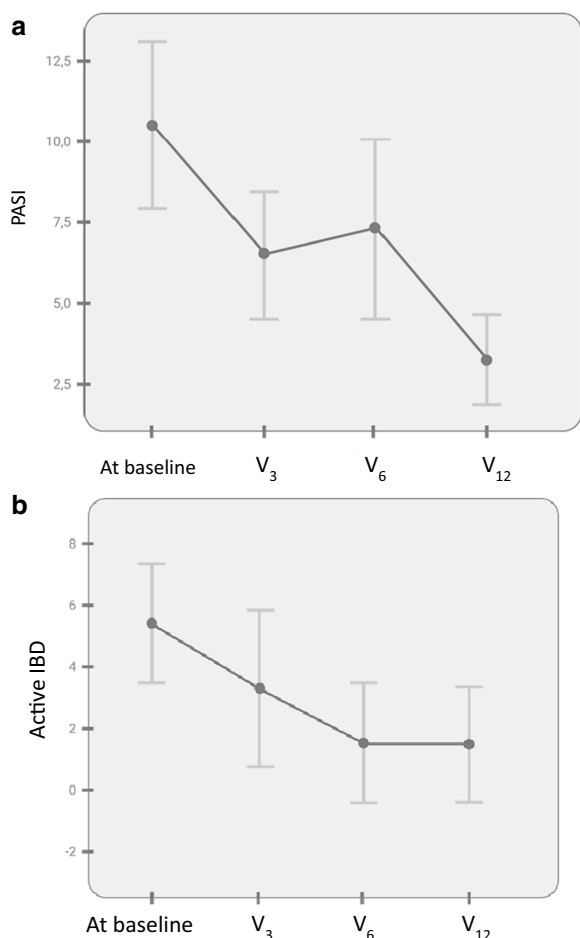 a
12,5
10,0
7,5
5,0
2,5
PASI
At baseline V3 V6 V12
b
8
6
4
2
0
-2
Active IBD
At baseline V3 V6 V12